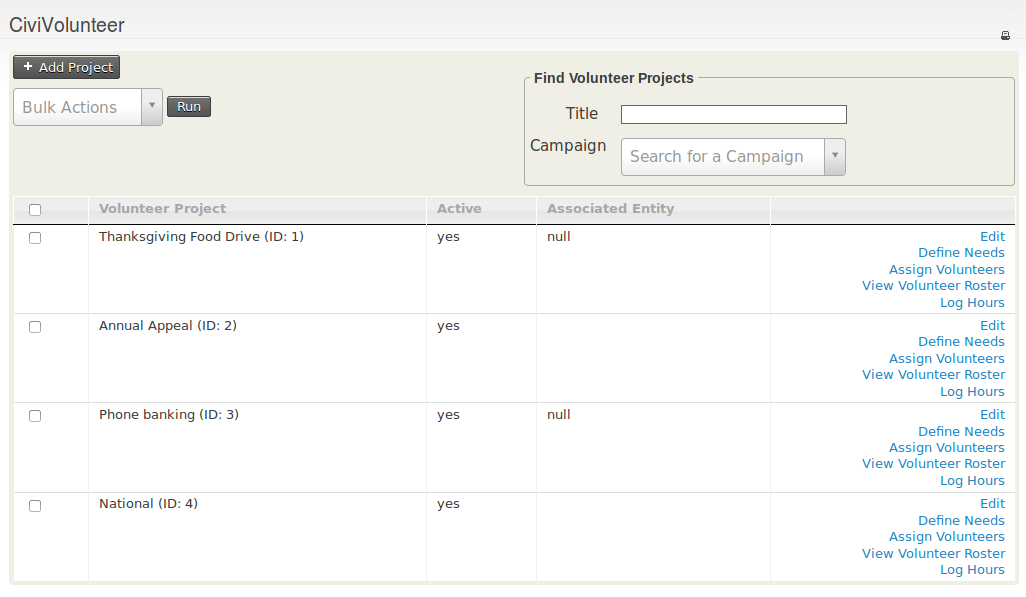 CiviVolunteer
+ Add Project
Bulk Actions
Run
Find Volunteer Projects
Title
Campaign
Search for a Campaign
Volunteer Project Active Associated Entity
Thanksgiving Food Drive (ID: 1) yes null Edit
Define Needs
Assign Volunteers
View Volunteer Roster
Log Hours
Annual Appeal (ID: 2) yes Edit
Define Needs
Assign Volunteers
View Volunteer Roster
Log Hours
Phone banking (ID: 3) yes null Edit
Define Needs
Assign Volunteers
View Volunteer Roster
Log Hours
National (ID: 4) yes Edit
Define Needs
Assign Volunteers
View Volunteer Roster
Log Hours